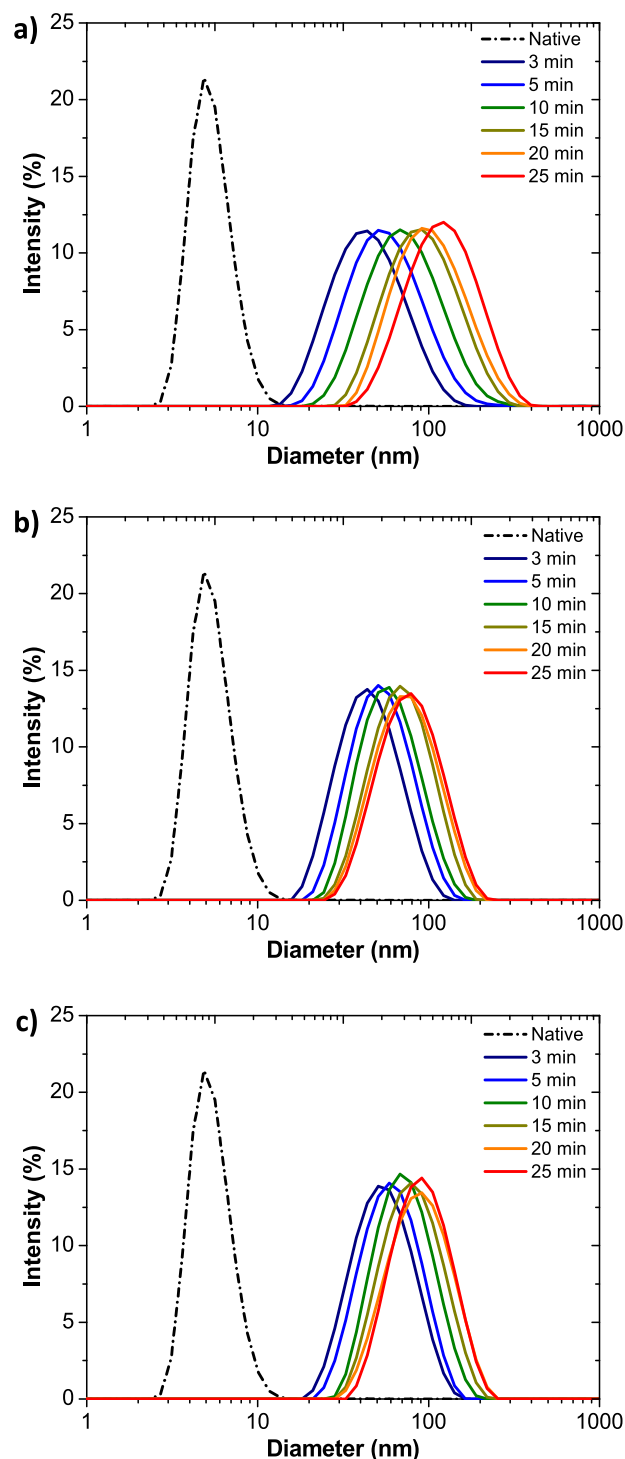 a)
25
20
15
10
5
0
Intensity (%)
Native
3 min
5 min
10 min
15 min
20 min
25 min
1 10 100 1000
Diameter (nm)
b)
25
20
15
10
5
0
Intensity (%)
Native
3 min
5 min
10 min
15 min
20 min
25 min
1 10 100 1000
Diameter (nm)
c)
25
20
15
10
5
0
Intensity (%)
Native
3 min
5 min
10 min
15 min
20 min
25 min
1 10 100 1000
Diameter (nm)